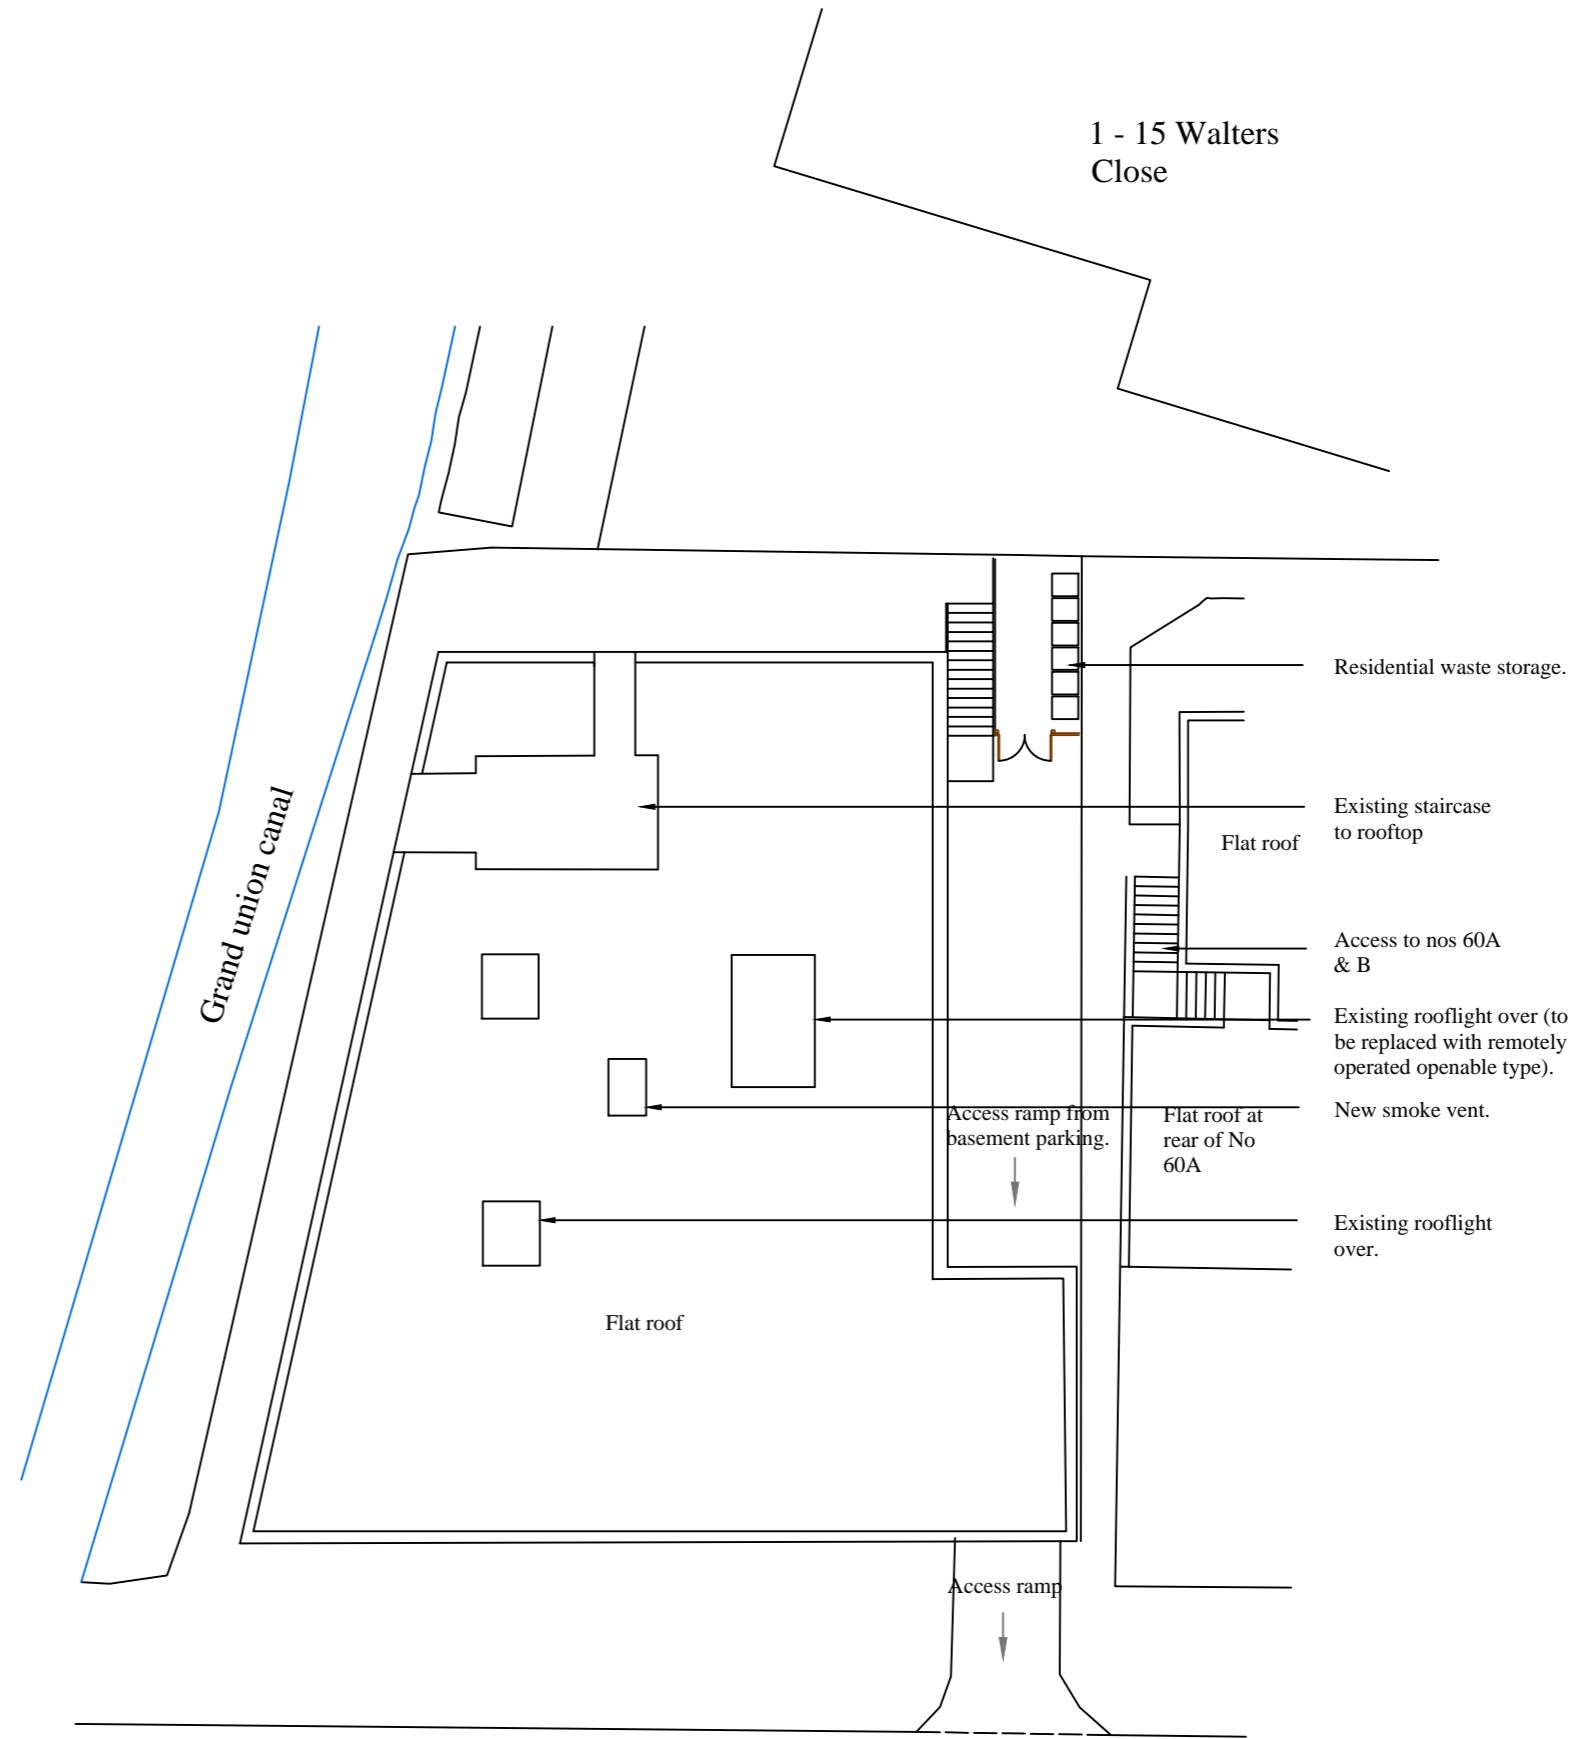 1 - 15 Walters
Close
Residential waste storage.
Existing staircase
to rooftop
Flat roof
Grand union canal
Access to nos 60A
& B
Existing rooflight over (to
be replaced with remotely
operated openable type).
New smoke vent.
Access ramp from
basement parking.
Flat roof at
rear of No
60A
Existing rooflight
over.
Flat roof
Access ramp